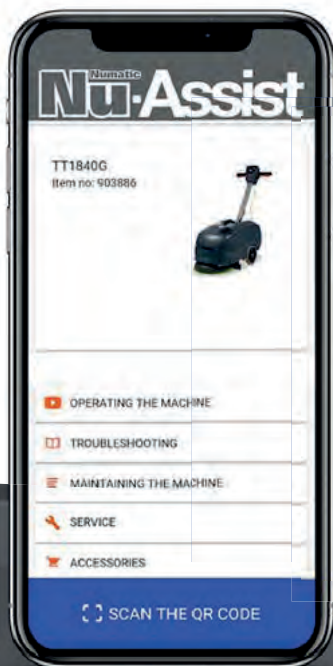 Numatic
Nu-Assist
TT1840G
Item no: 903886
OPERATING THE MACHINE
TROUBLESHOOTING
MAINTAINING THE MACHINE
SERVICE
ACCESSORIES
SCAN THE QR CODE